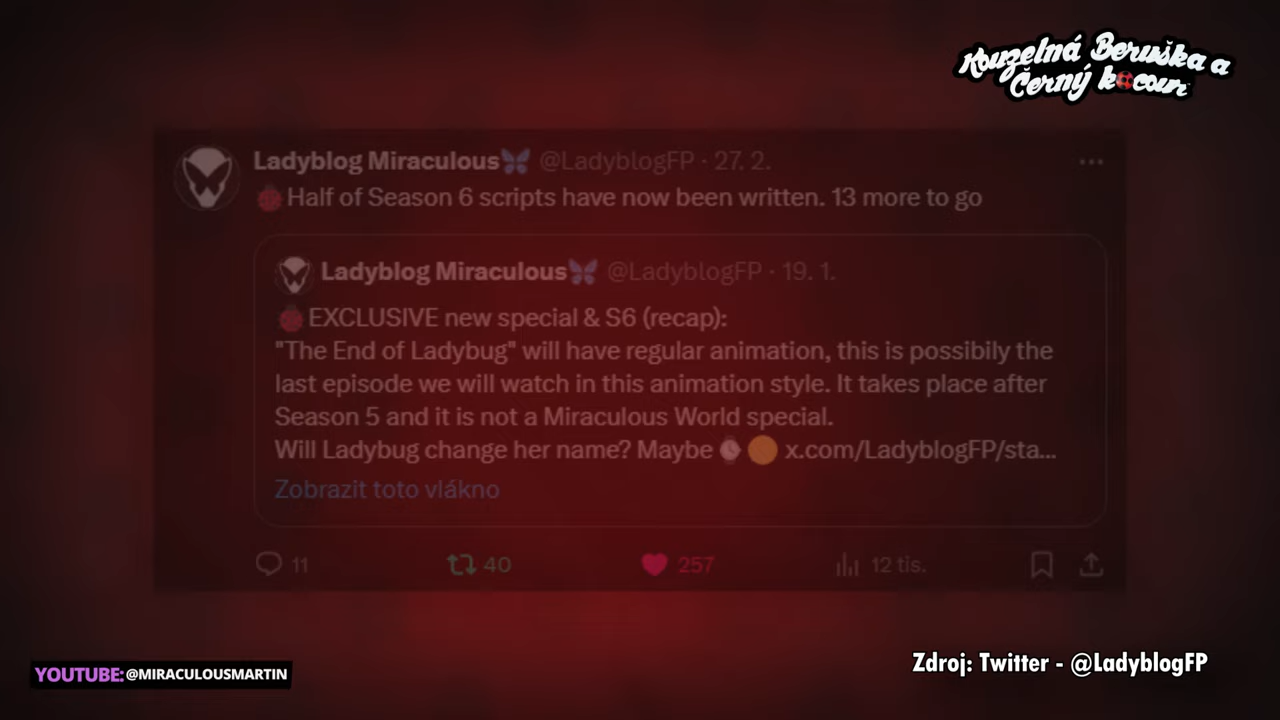 Kouzelná Beruška a
Černý kocour
Ladyblog Miraculous🦋 @LadyblogFP · 27. 2.
🐞Half of Season 6 scripts have now been written. 13 more to go
Ladyblog Miraculous🦋 @LadyblogFP · 19. 1.
🐞EXCLUSIVE new special & S6 (recap):
"The End of Ladybug" will have regular animation, this is possibily the
last episode we will watch in this animation style. It takes place after
Season 5 and it is not a Miraculous World special.
Will Ladybug change her name? Maybe x.com/LadyblogFP/sta...
Zobrazit toto vlákno
11 40 257 12 tis.
Zdroj: Twitter - @LadyblogFP
YOUTUBE: @MIRACULOUSMARTIN